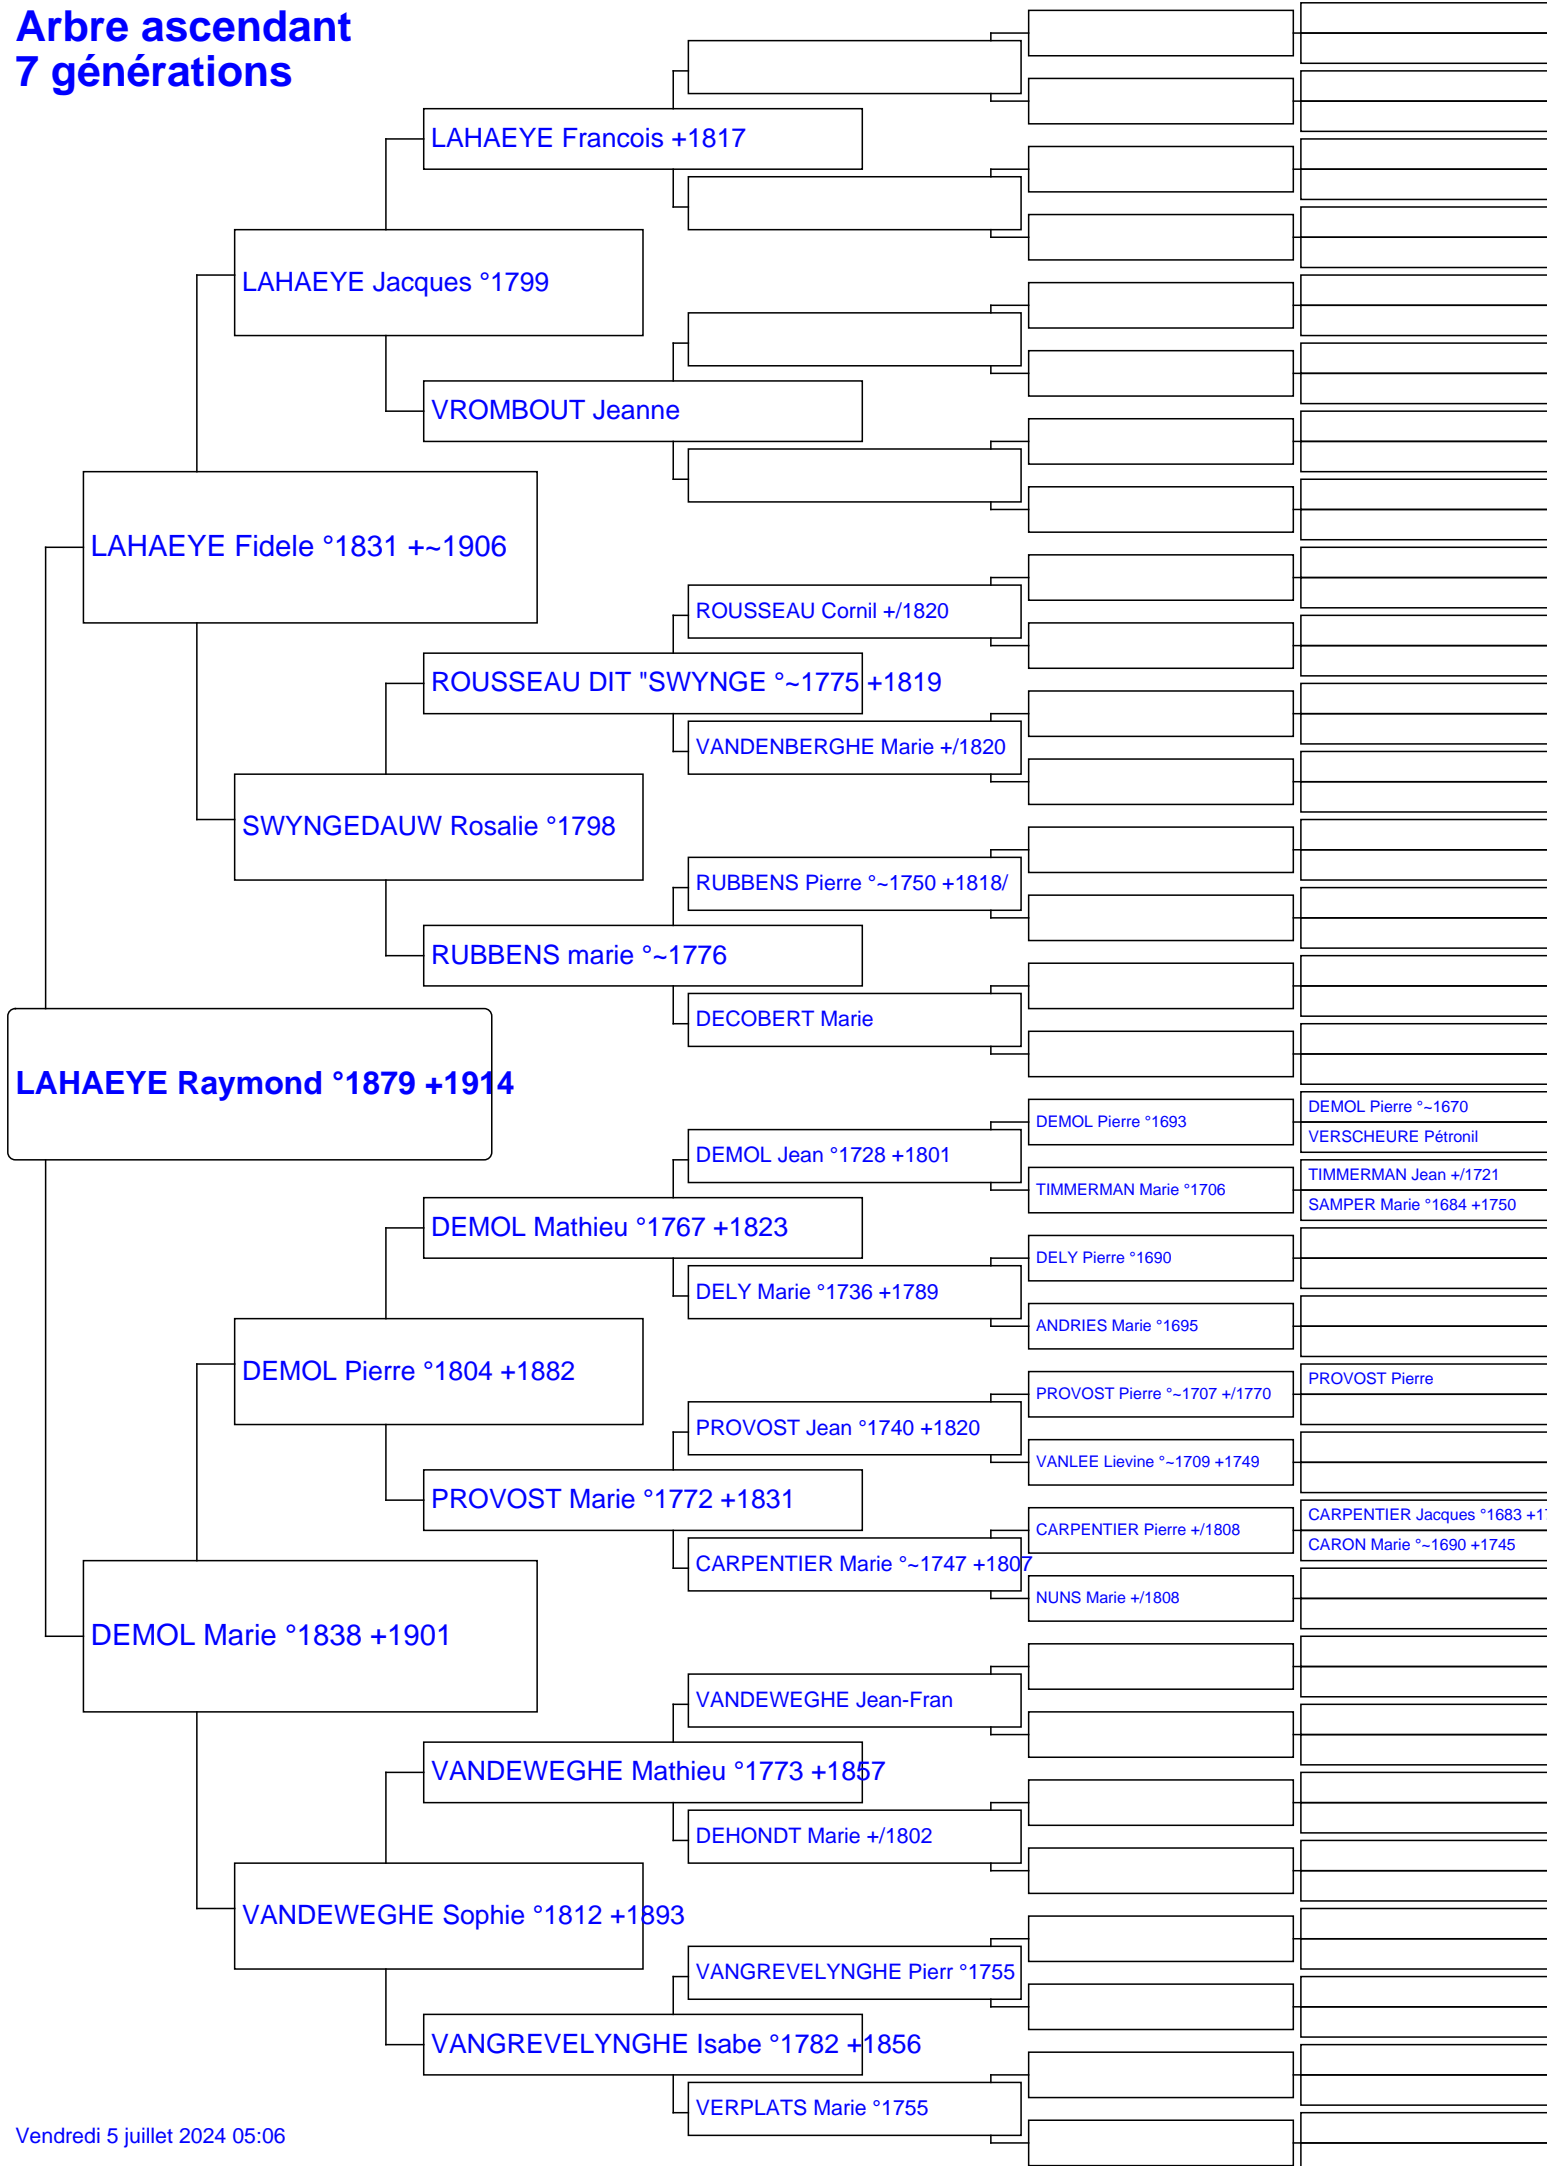 Arbre ascendant
7 générations
LAHAEYE Francois +1817
LAHAEYE Jacques °1799
VROMBOUT Jeanne
LAHAEYE Fidele °1831 +~1906
ROUSSEAU Cornil +/1820
ROUSSEAU DIT "SWYNGE °~1775 +1819
VANDENBERGHE Marie +/1820
SWYNGEDAUW Rosalie °1798
RUBBENS Pierre °~1750 +1818/
RUBBENS marie °~1776
DECOBERT Marie
LAHAEYE Raymond °1879 +1914
DEMOL Pierre °~1670
DEMOL Pierre °1693
VERSCHEURE Pétronil
DEMOL Jean °1728 +1801
TIMMERMAN Jean +/1721
TIMMERMAN Marie °1706
SAMPER Marie °1684 +1750
DEMOL Mathieu °1767 +1823
DELY Pierre °1690
DELY Marie °1736 +1789
ANDRIES Marie °1695
DEMOL Pierre °1804 +1882
PROVOST Pierre
PROVOST Pierre °~1707 +/1770
PROVOST Jean °1740 +1820
VANLEE Lievine °~1709 +1749
PROVOST Marie °1772 +1831
CARPENTIER Jacques °1683 +1
CARPENTIER Pierre +/1808
CARON Marie °~1690 +1745
CARPENTIER Marie °~1747 +1807
NUNS Marie +/1808
DEMOL Marie °1838 +1901
VANDEWEGHE Jean-Fran
VANDEWEGHE Mathieu °1773 +1857
DEHONDT Marie +/1802
VANDEWEGHE Sophie °1812 +1893
VANGREVELYNGHE Pierr °1755
VANGREVELYNGHE Isabe °1782 +1856
VERPLATS Marie °1755
Vendredi 5 juillet 2024 05:06